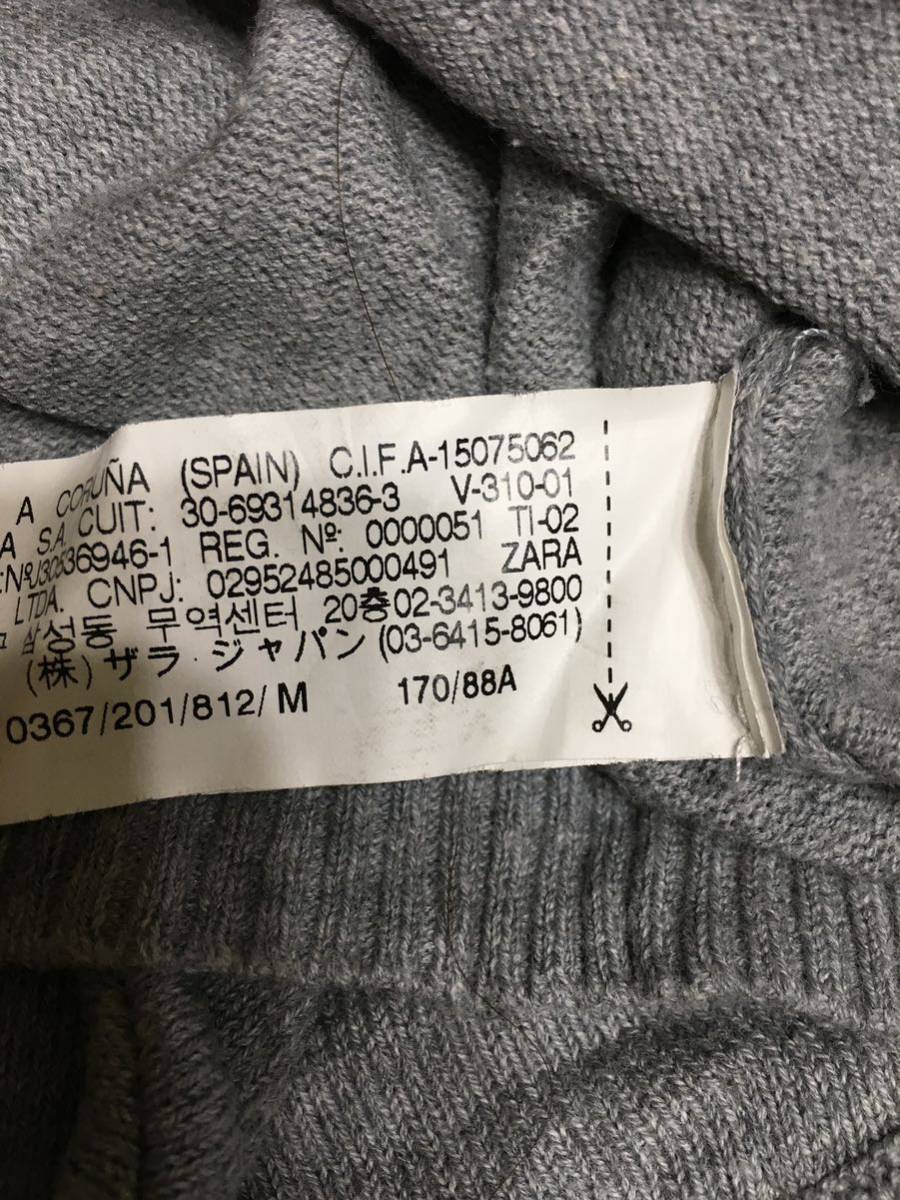 A CORUÑA (SPAIN) C.I.F.A-15075062
A S.A. CUIT: 30-69314836-3 V-310-01
:NºJ30536946-1 REG. Nº: 0000051 TI-02
LTDA. CNPJ: 02952485000491 ZARA
삼성동 무역센터 20층02-3413-9800
(株)ザラ・ジャパン(03-6415-8061)
0367/201/812/ M 170/88A